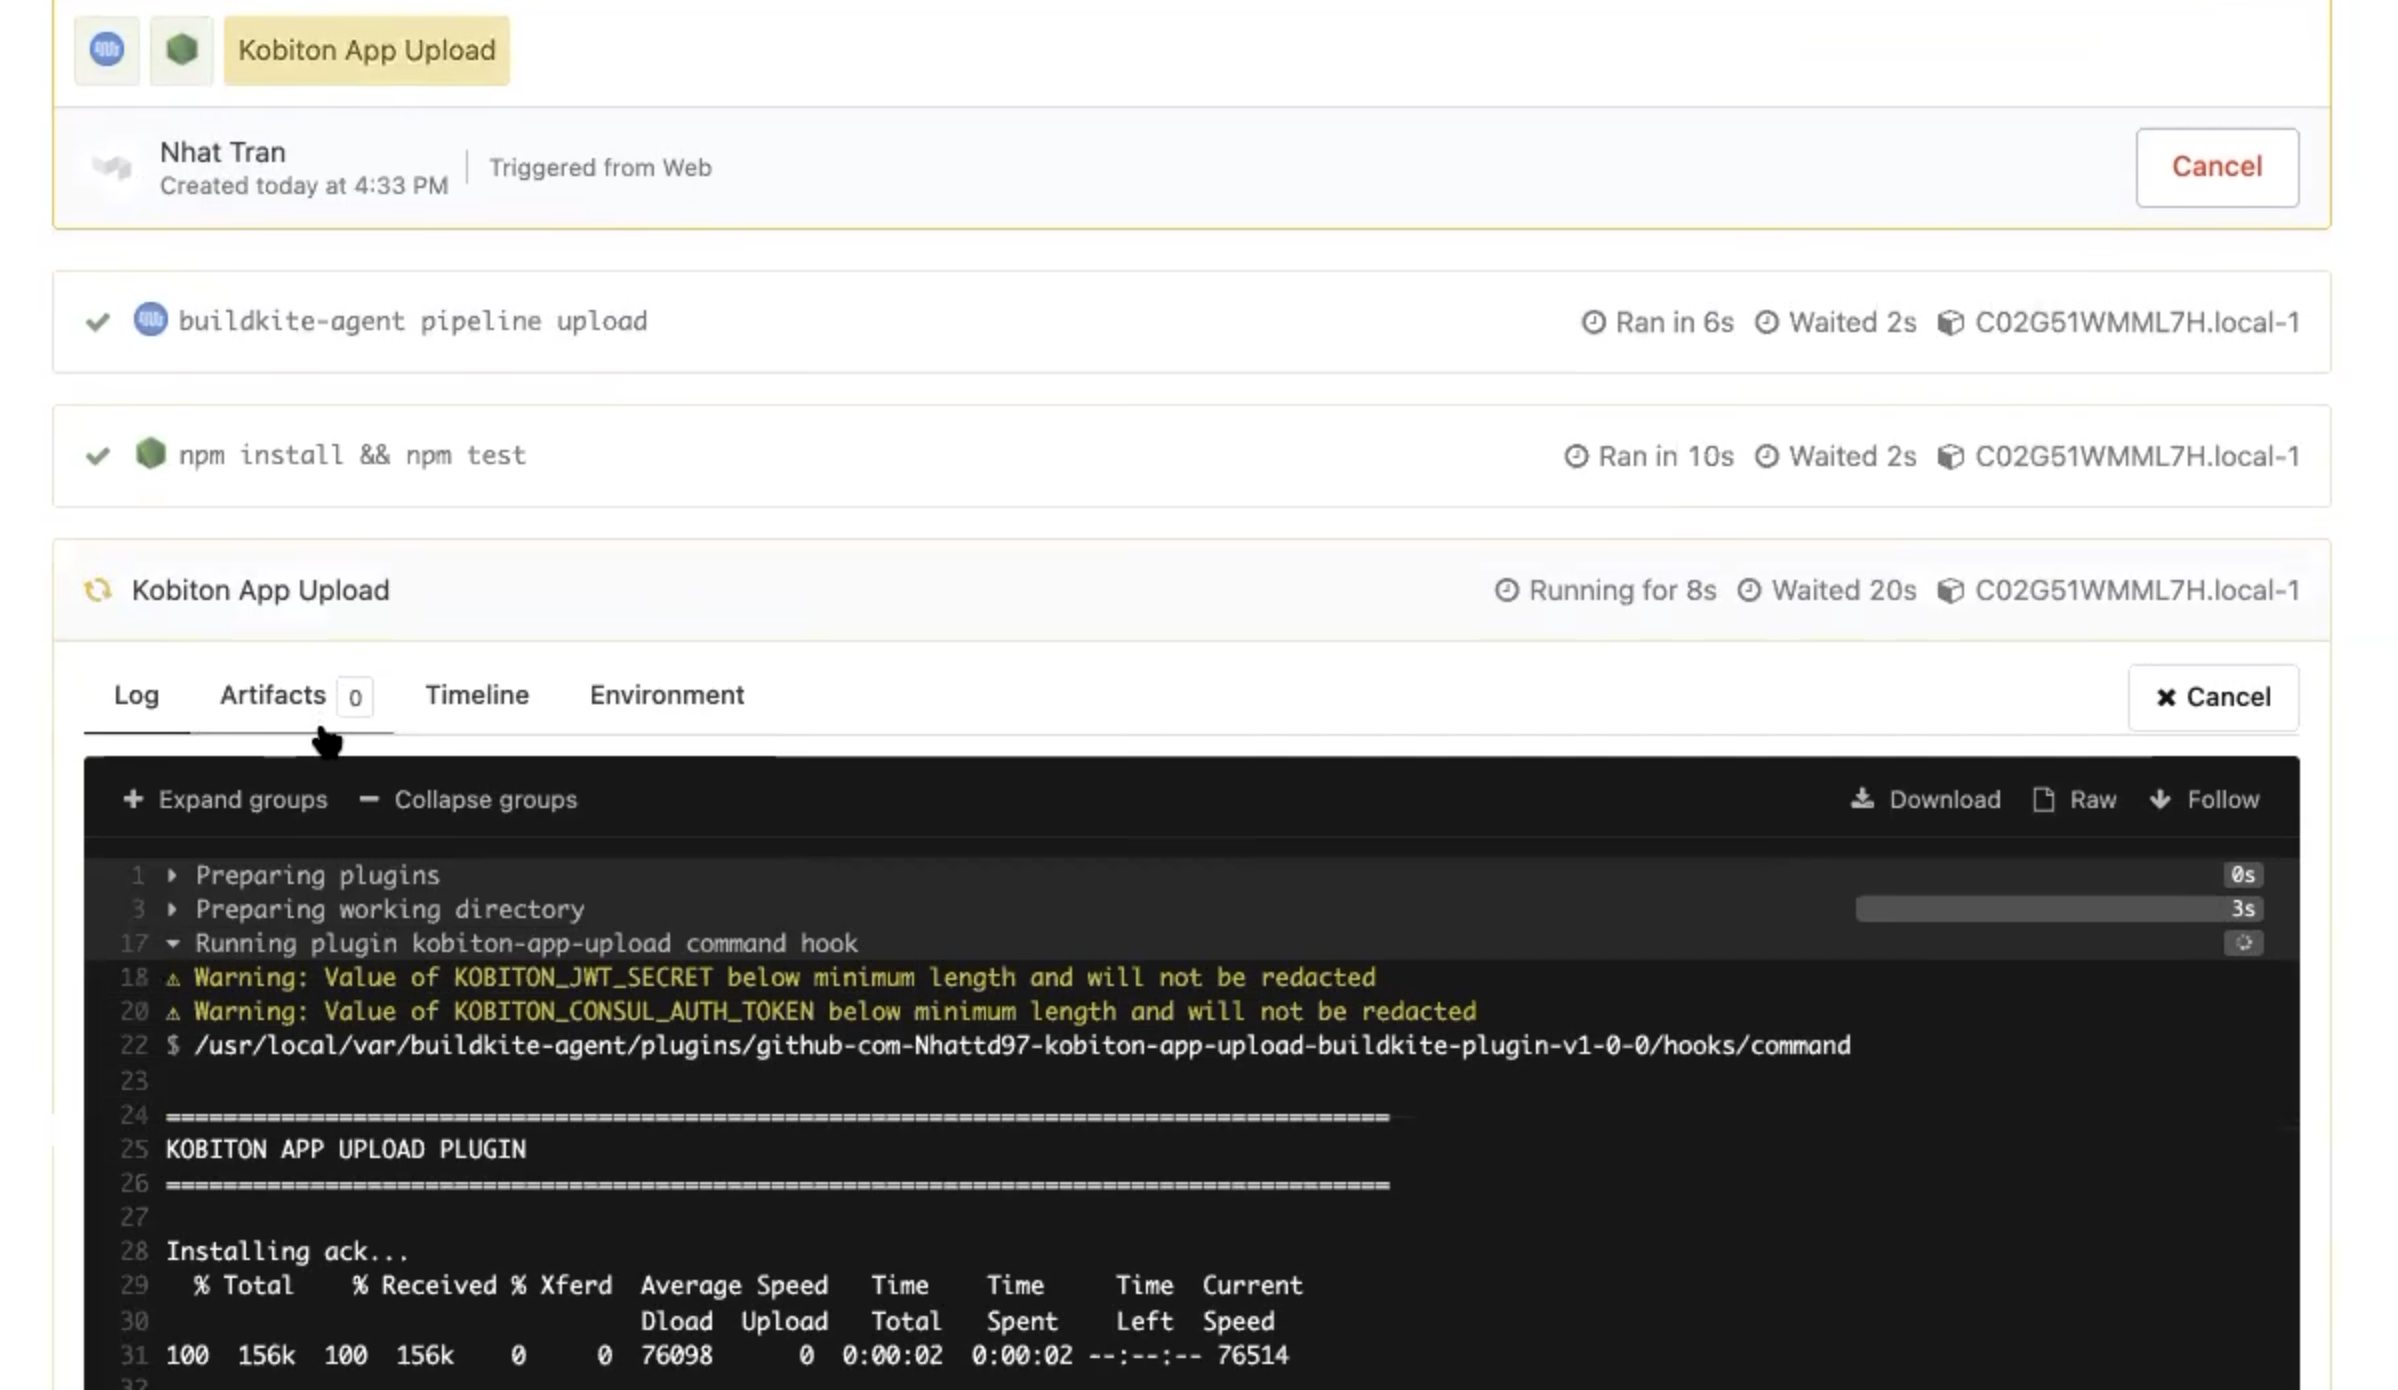 Kobiton App Upload
Nhat Tran
Created today at 4:33 PM
Triggered from Web
Cancel
buildkite-agent pipeline upload Ran in 6s Waited 2s C02G51WMML7H.local-1
npm install && npm test Ran in 10s Waited 2s C02G51WMML7H.local-1
Kobiton App Upload Running for 8s Waited 20s C02G51WMML7H.local-1
Log Artifacts 0 Timeline Environment Cancel
Expand groups Collapse groups Download Raw Follow
1 Preparing plugins 0s
3 Preparing working directory 3s
17 Running plugin kobiton-app-upload command hook
18 ⚠ Warning: Value of KOBITON_JWT_SECRET below minimum length and will not be redacted
20 ⚠ Warning: Value of KOBITON_CONSUL_AUTH_TOKEN below minimum length and will not be redacted
22 $ /usr/local/var/buildkite-agent/plugins/github-com-Nhattd97-kobiton-app-upload-buildkite-plugin-v1-0-0/hooks/command
23
24 =====================================================================================
25 KOBITON APP UPLOAD PLUGIN
26 =====================================================================================
27
28 Installing ack...
29 % Total % Received % Xferd Average Speed Time Time Time Current
30 Dload Upload Total Spent Left Speed
31 100 156k 100 156k 0 0 76098 0 0:00:02 0:00:02 --:--:-- 76514
32